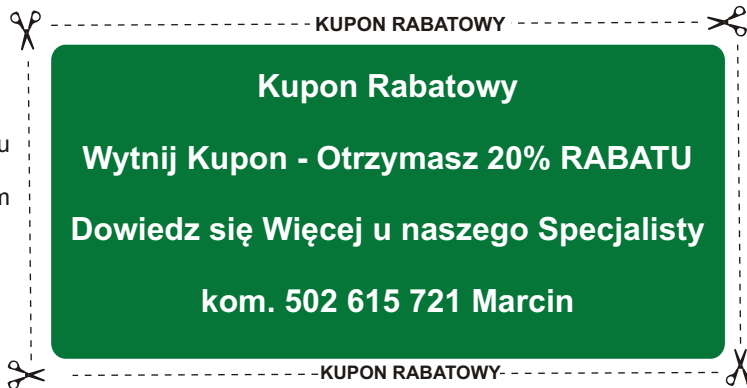 KUPON RABATOWY
Kupon Rabatowy
Wytnij Kupon - Otrzymasz 20% RABATU
u
m
Dowiedz się Więcej u naszego Specjalisty
kom. 502 615 721 Marcin
KUPON RABATOWY